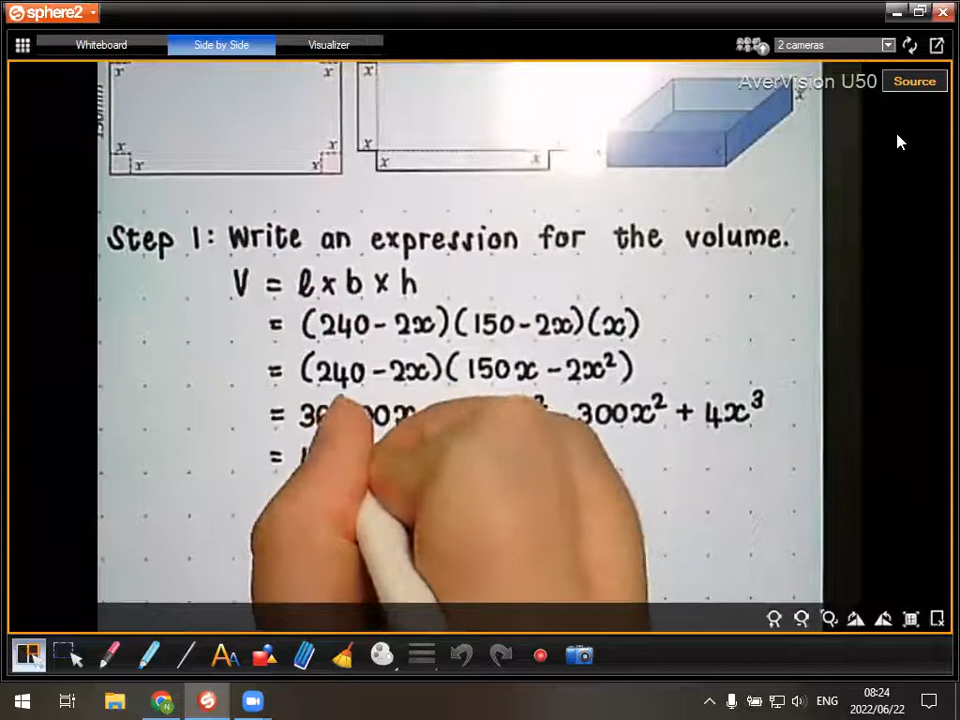 sphere2
Whiteboard
Side by Side
Visualizer
2 cameras
AverVision U50
Source
x x x
x x x x x x
150mm
x x
Step 1: Write an expression for the volume.
V = l × b × h
= (240 - 2x)(150 - 2x)(x)
= (240 - 2x)(150x - 2x²)
= - 300x² + 4x³
=
A A
ENG
08:24
2022/06/22